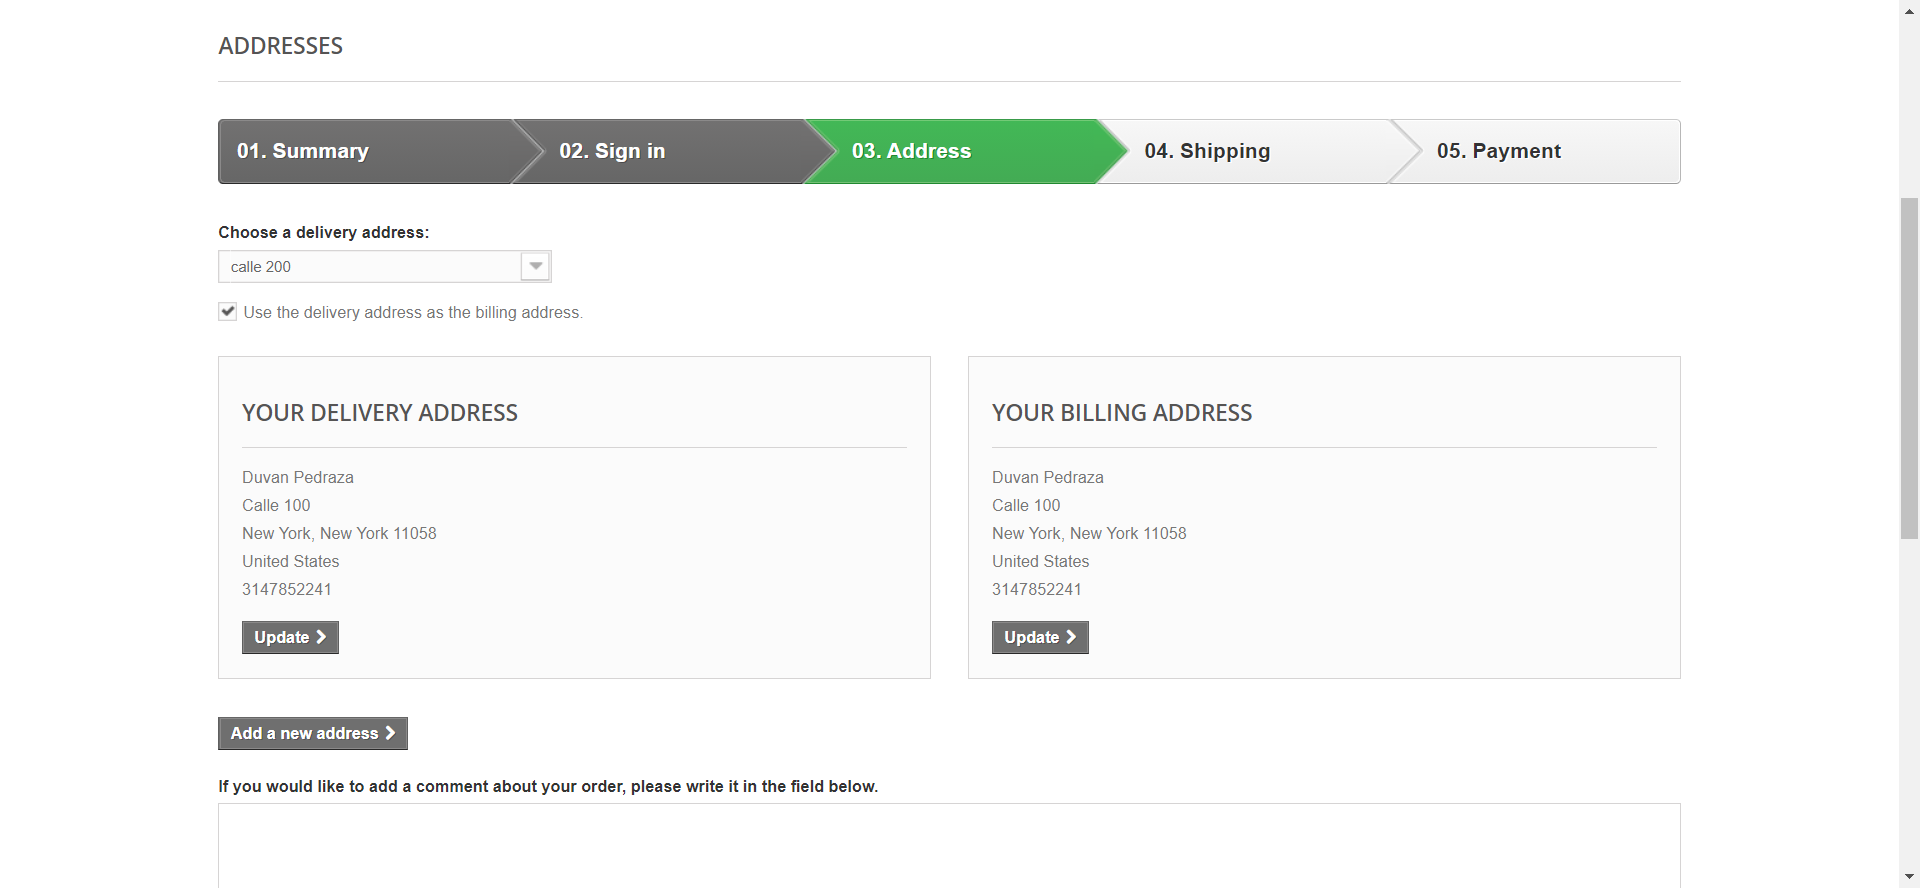 ADDRESSES
01. Summary
02. Sign in
03. Address
04. Shipping
05. Payment
Choose a delivery address:
calle 200
Use the delivery address as the billing address.
YOUR DELIVERY ADDRESS
Duvan Pedraza
Calle 100
New York, New York 11058
United States
3147852241
Update
YOUR BILLING ADDRESS
Duvan Pedraza
Calle 100
New York, New York 11058
United States
3147852241
Update
Add a new address
If you would like to add a comment about your order, please write it in the field below.